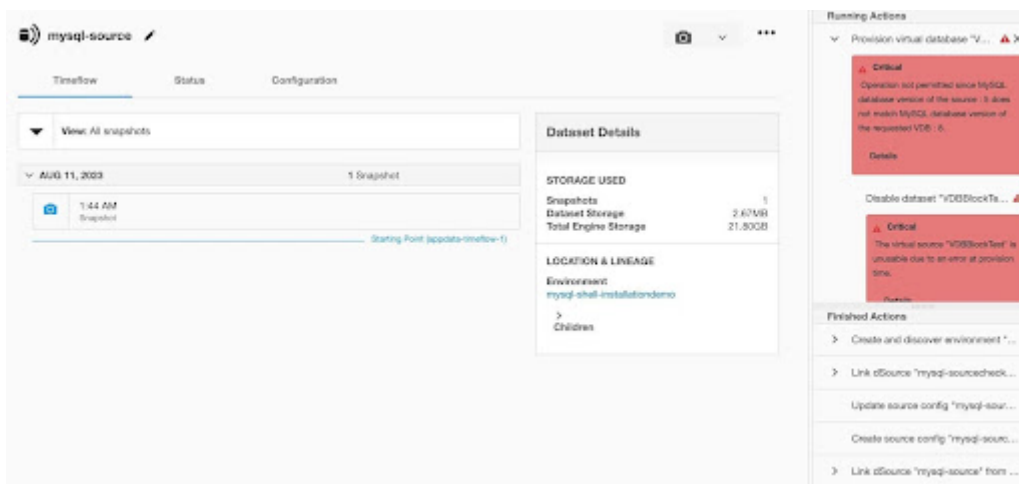 mysql-source
Timeflow
Status
Configuration
View: All snapshots
AUG 11, 2023
1 Snapshot
1:44 AM
Snapshot
Starting Point (appdata-timeflow-1)
Dataset Details
STORAGE USED
Snapshots 1
Dataset Storage 2.67MB
Total Engine Storage 21.80GB
LOCATION & LINEAGE
Environment
mysql-shell-installationdemo
Children
Running Actions
Provision virtual database "V...
Critical
Operation not permitted since MySQL
database version of the source : 5 does
not match MySQL database version of
the requested VDB : 8.
Details
Disable dataset "VDBBlockTe...
Critical
The virtual source "VDBBlockTest" is
unusable due to an error at provision
time.
Details
Finished Actions
Create and discover environment "...
Link dSource "mysql-sourcecheck...
Update source config "mysql-sour...
Create source config "mysql-sourc...
Link dSource "mysql-source" from ...